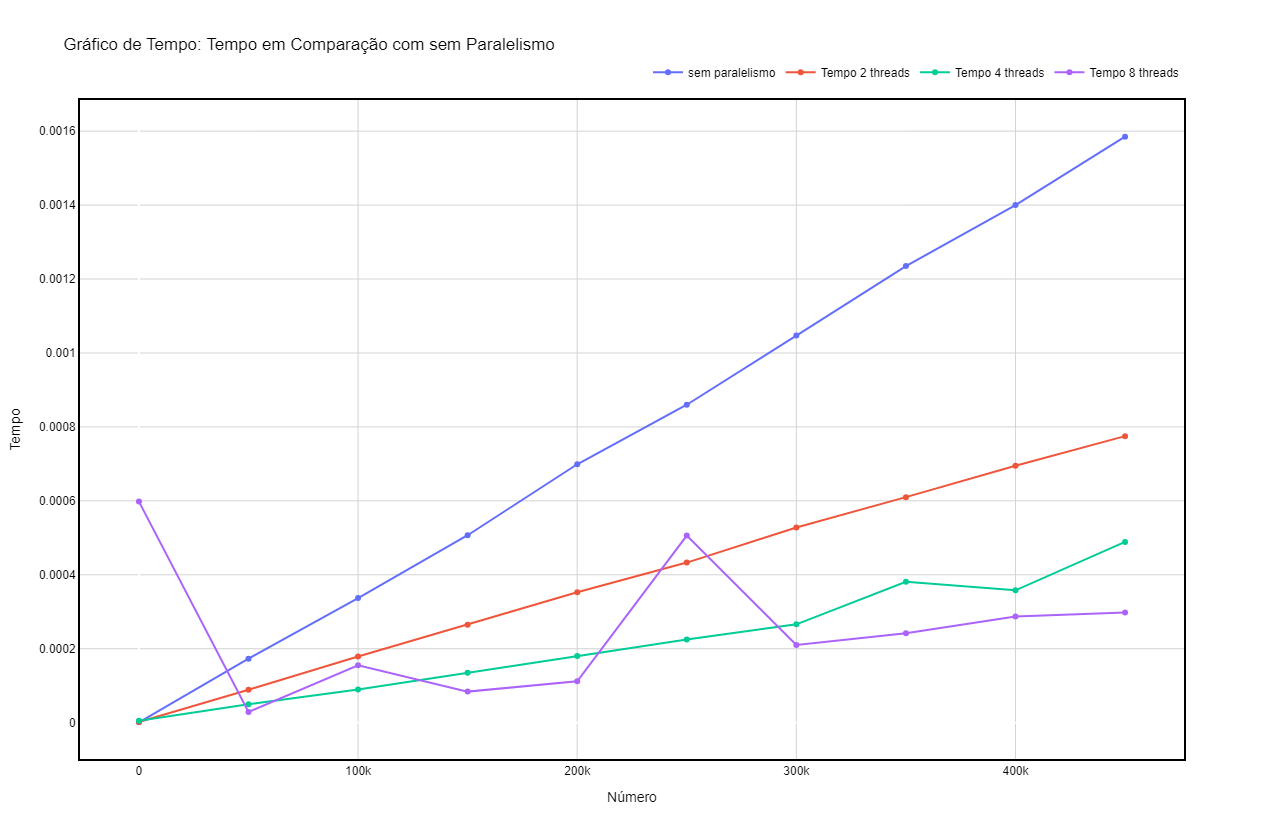 Gráfico de Tempo: Tempo em Comparação com sem Paralelismo
sem paralelismo Tempo 2 threads Tempo 4 threads Tempo 8 threads
0.0016
0.0014
0.0012
0.001
0.0008
0.0006
0.0004
0.0002
0
Tempo
0 100k 200k 300k 400k
Número